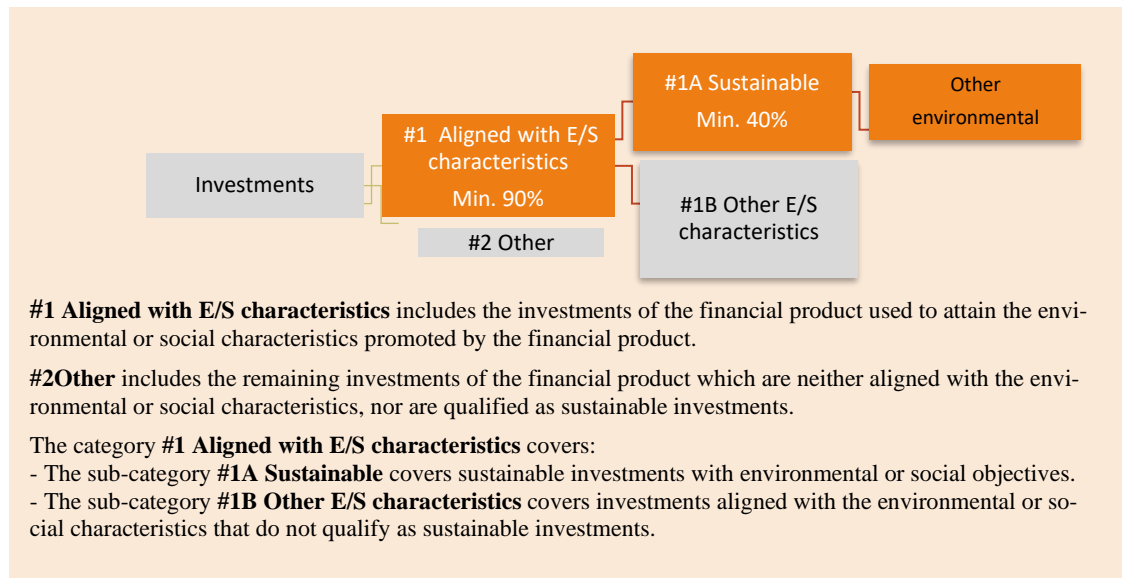 Investments
#1 Aligned with E/S
characteristics
Min. 90%
#2 Other
#1A Sustainable
Min. 40%
#1B Other E/S
characteristics
Other
environmental
#1 Aligned with E/S characteristics includes the investments of the financial product used to attain the envi-
ronmental or social characteristics promoted by the financial product.
#2Other includes the remaining investments of the financial product which are neither aligned with the envi-
ronmental or social characteristics, nor are qualified as sustainable investments.
The category #1 Aligned with E/S characteristics covers:
- The sub-category #1A Sustainable covers sustainable investments with environmental or social objectives.
- The sub-category #1B Other E/S characteristics covers investments aligned with the environmental or so-
cial characteristics that do not qualify as sustainable investments.